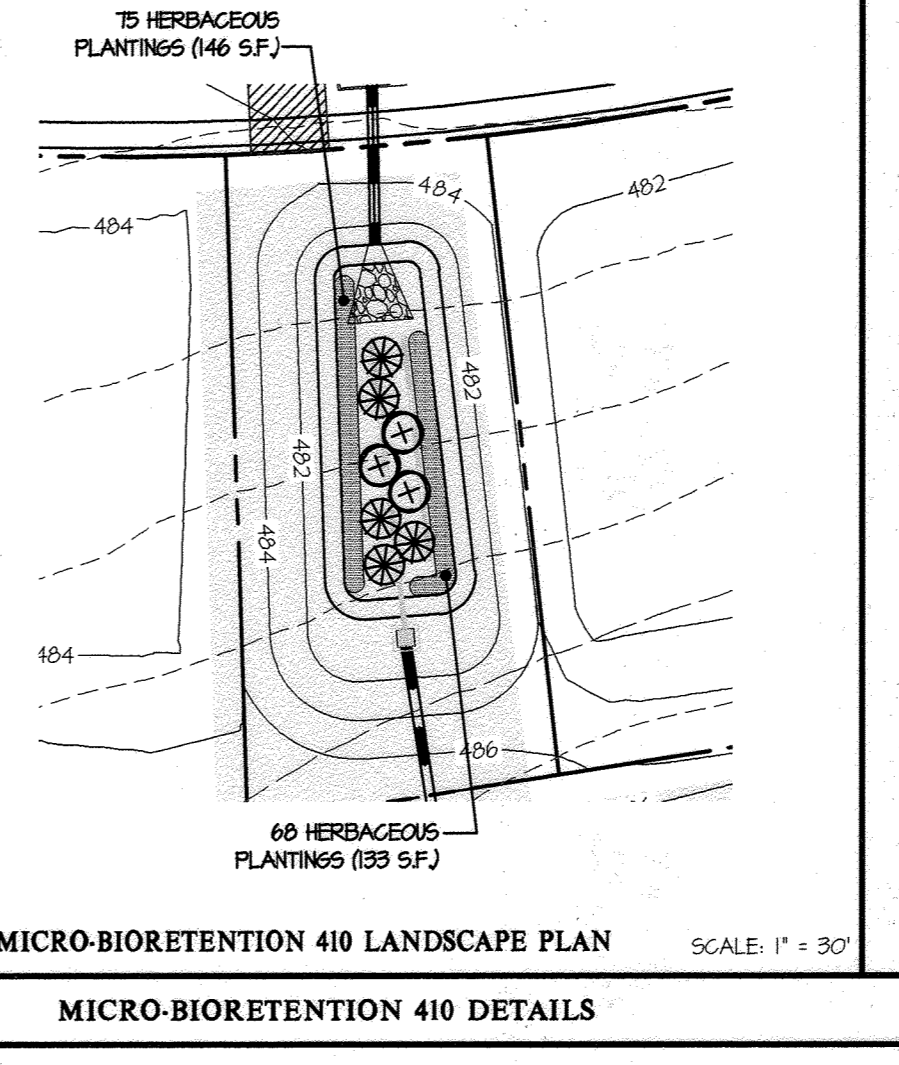 75 HERBACEOUS
PLANTINGS (146 S.F.)
484
482
484
482
482
484
484
486
68 HERBACEOUS
PLANTINGS (133 S.F.)
MICRO-BIORETENTION 410 LANDSCAPE PLAN
SCALE: 1" = 30'
MICRO-BIORETENTION 410 DETAILS